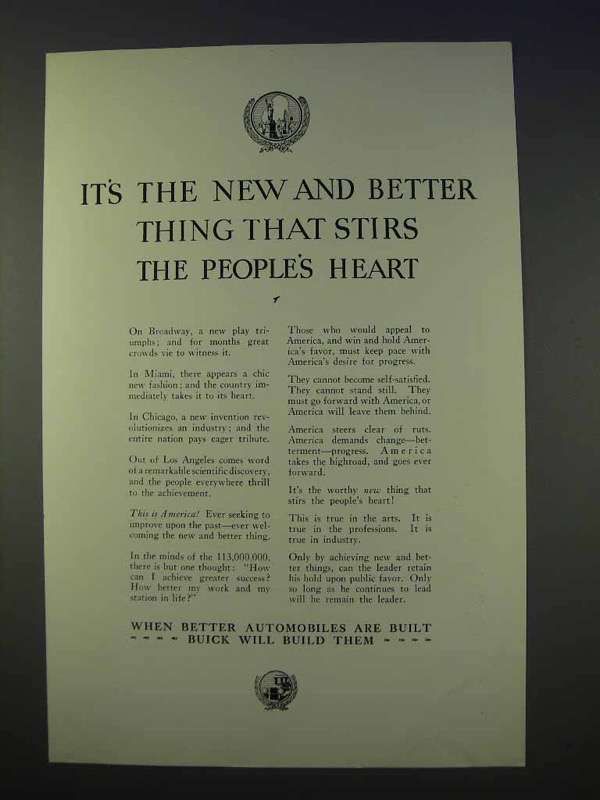 IT'S THE NEW AND BETTER
THING THAT STIRS
THE PEOPLE'S HEART
On Broadway, a new play tri-
umphs; and for months great
crowds vie to witness it.
In Miami, there appears a chic
new fashion; and the country im-
mediately takes it to its heart.
In Chicago, a new invention rev-
olutionizes an industry; and the
entire nation pays eager tribute.
Out of Los Angeles comes word
of a remarkable scientific discovery,
and the people everywhere thrill
to the achievement.
This is America! Ever seeking to
improve upon the past—ever wel-
coming the new and better thing.
In the minds of the 113,000,000,
there is but one thought: "How
can I achieve greater success?
How better my work and my
station in life?"
Those who would appeal to
America, and win and hold Amer-
ica's favor, must keep pace with
America's desire for progress.
They cannot become self-satisfied.
They cannot stand still. They
must go forward with America, or
America will leave them behind.
America steers clear of ruts.
America demands change—bet-
terment—progress. America
takes the highroad, and goes ever
forward.
It's the worthy new thing that
stirs the people's heart!
This is true in the arts. It is
true in the professions. It is
true in industry.
Only by achieving new and bet-
ter things, can the leader retain
his hold upon public favor. Only
so long as he continues to lead
will he remain the leader.
WHEN BETTER AUTOMOBILES ARE BUILT
- - - - BUICK WILL BUILD THEM - - - -